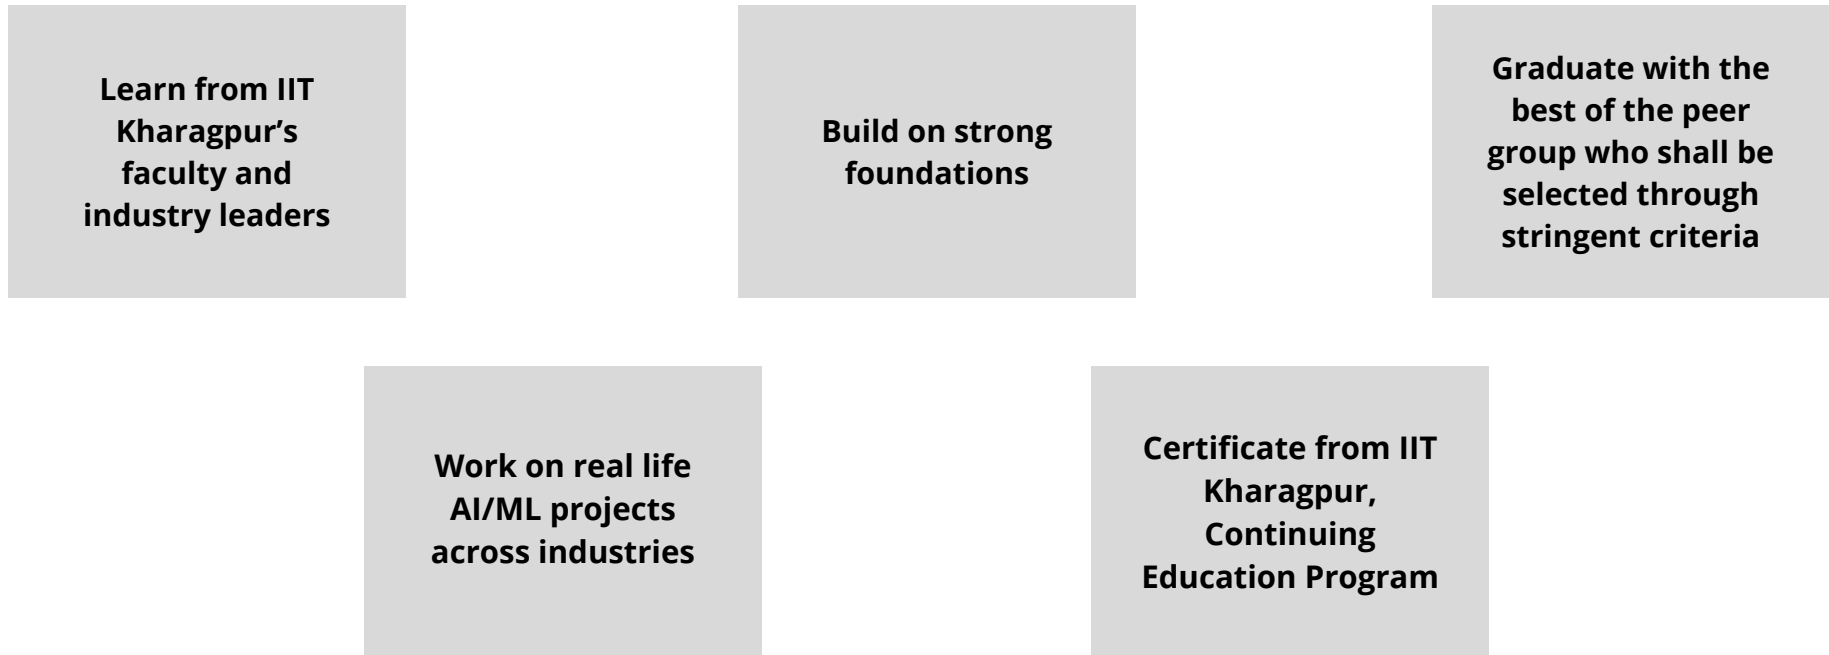 Learn from IIT
Kharagpur’s
faculty and
industry leaders
Build on strong
foundations
Graduate with the
best of the peer
group who shall be
selected through
stringent criteria
Work on real life
AI/ML projects
across industries
Certificate from IIT
Kharagpur,
Continuing
Education Program